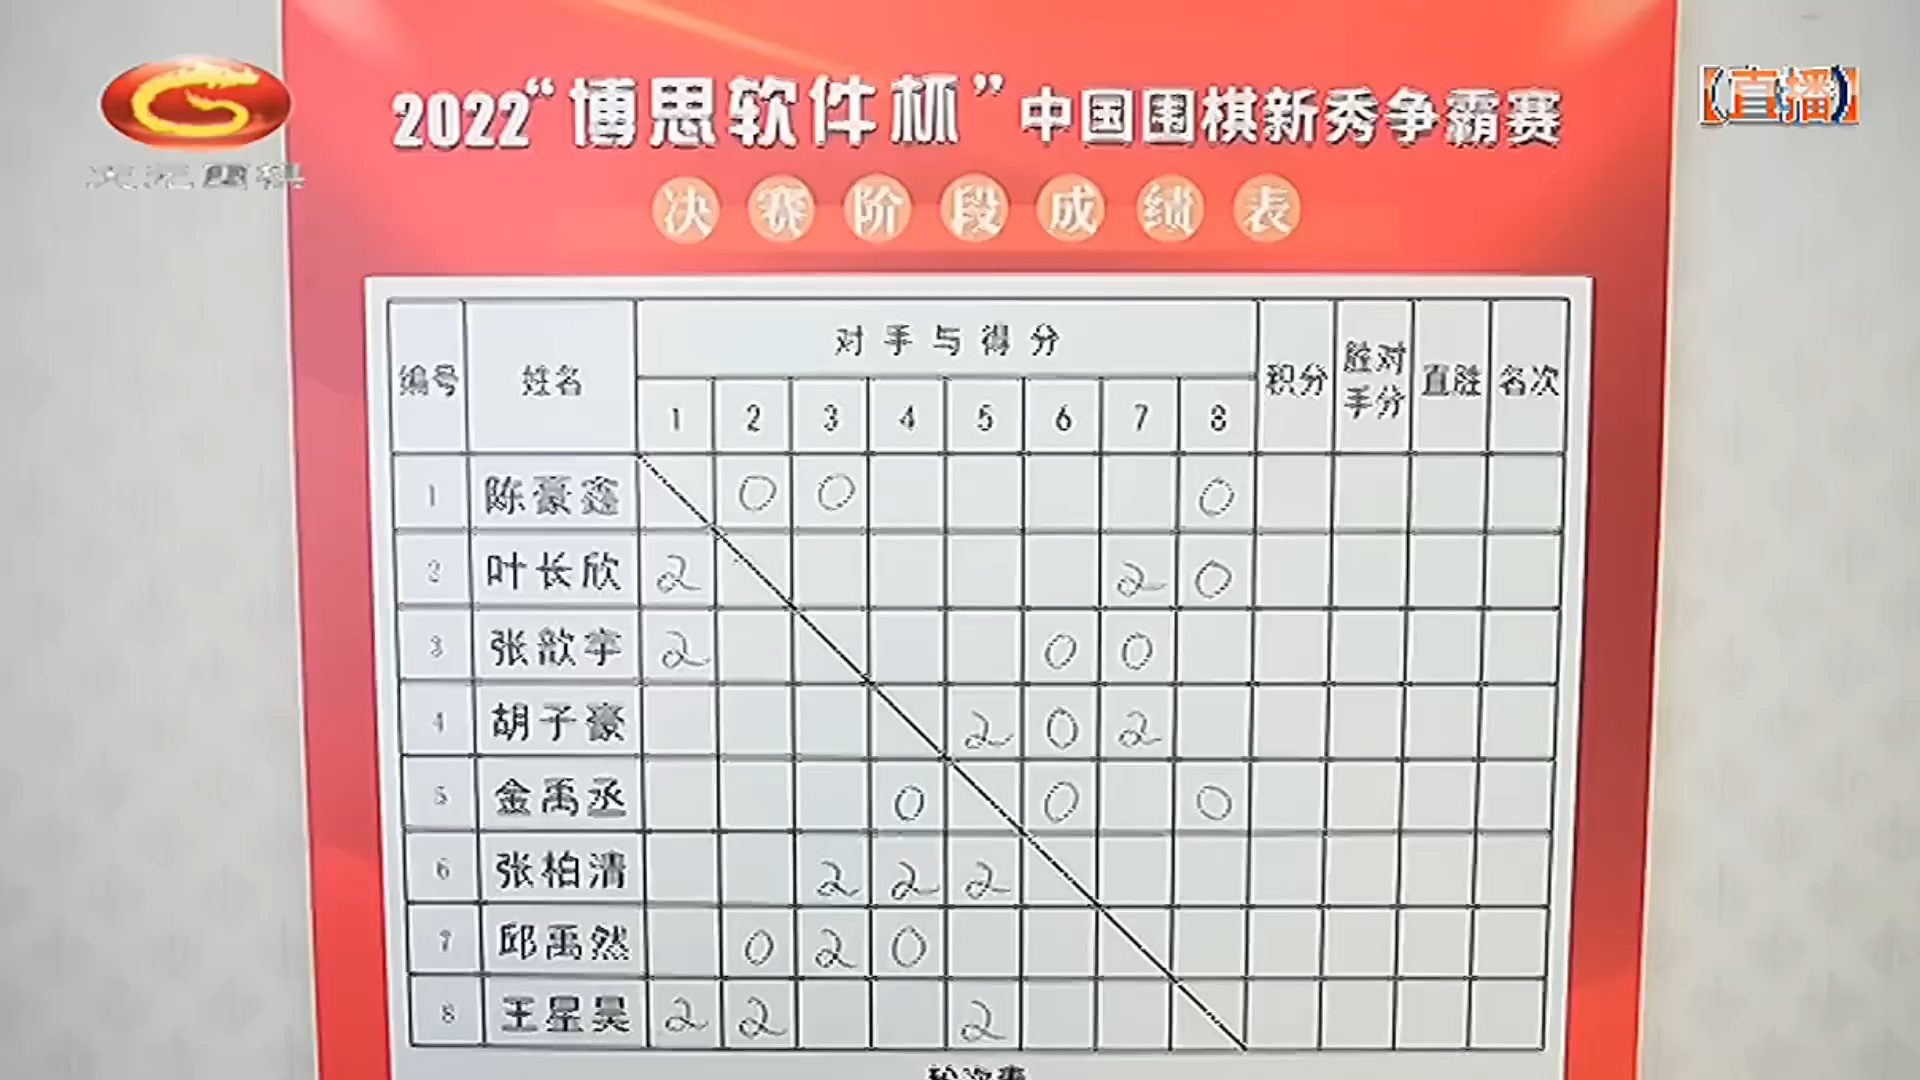 2022“博思软件杯”中国围棋新秀争霸赛
【直播】
决赛阶段成绩表
编号 姓名 对手与得分 积分 胜对手分 直胜 名次
1 2 3 4 5 6 7 8
1 陈豪鑫 0 0 0
2 叶长欣 2 2 0
3 张歆宇 2 0 0
4 胡子豪 2 0 2
5 金禹丞 0 0 0
6 张柏清 2 2 2
7 邱禹然 0 2 0
8 王星昊 2 2 2